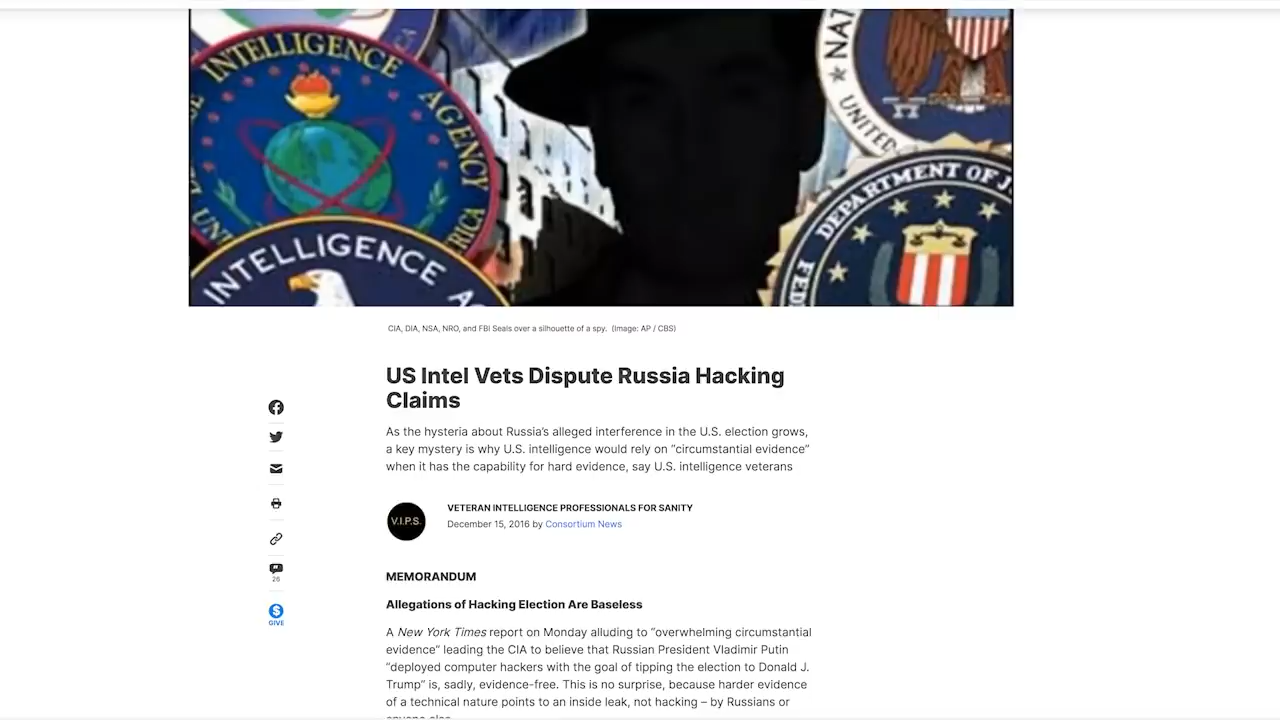 INTELLIGENCE AGENCY
UNI
RICA
INTELLIGENCE A
NAT
UNITED
DEPARTMENT OF J
FED
CIA, DIA, NSA, NRO, and FBI Seals over a silhouette of a spy. (Image: AP / CBS)
US Intel Vets Dispute Russia Hacking
Claims
As the hysteria about Russia's alleged interference in the U.S. election grows,
a key mystery is why U.S. intelligence would rely on "circumstantial evidence"
when it has the capability for hard evidence, say U.S. intelligence veterans
V.I.P.S.
VETERAN INTELLIGENCE PROFESSIONALS FOR SANITY
December 15, 2016 by Consortium News
26
GIVE
MEMORANDUM
Allegations of Hacking Election Are Baseless
A New York Times report on Monday alluding to "overwhelming circumstantial
evidence" leading the CIA to believe that Russian President Vladimir Putin
"deployed computer hackers with the goal of tipping the election to Donald J.
Trump" is, sadly, evidence-free. This is no surprise, because harder evidence
of a technical nature points to an inside leak, not hacking – by Russians or
anyone else.